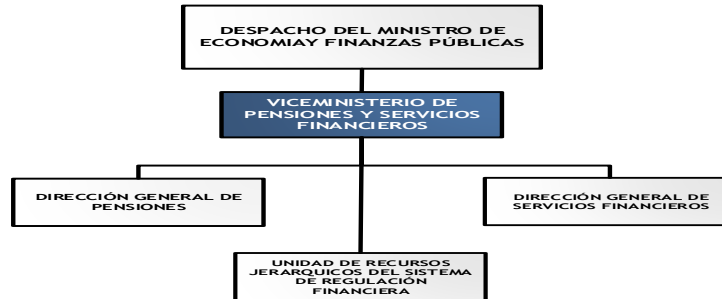 DESPACHO DEL MINISTRO DE
ECONOMIAY FINANZAS PÚBLICAS
VICEMINISTERIO DE
PENSIONES Y SERVICIOS
FINANCIEROS
DIRECCIÓN GENERAL DE
PENSIONES
DIRECCIÓN GENERAL DE
SERVICIOS FINANCIEROS
UNIDAD DE RECURSOS
JERARQUICOS DEL SISTEMA
DE REGULACIÓN
FINANCIERA